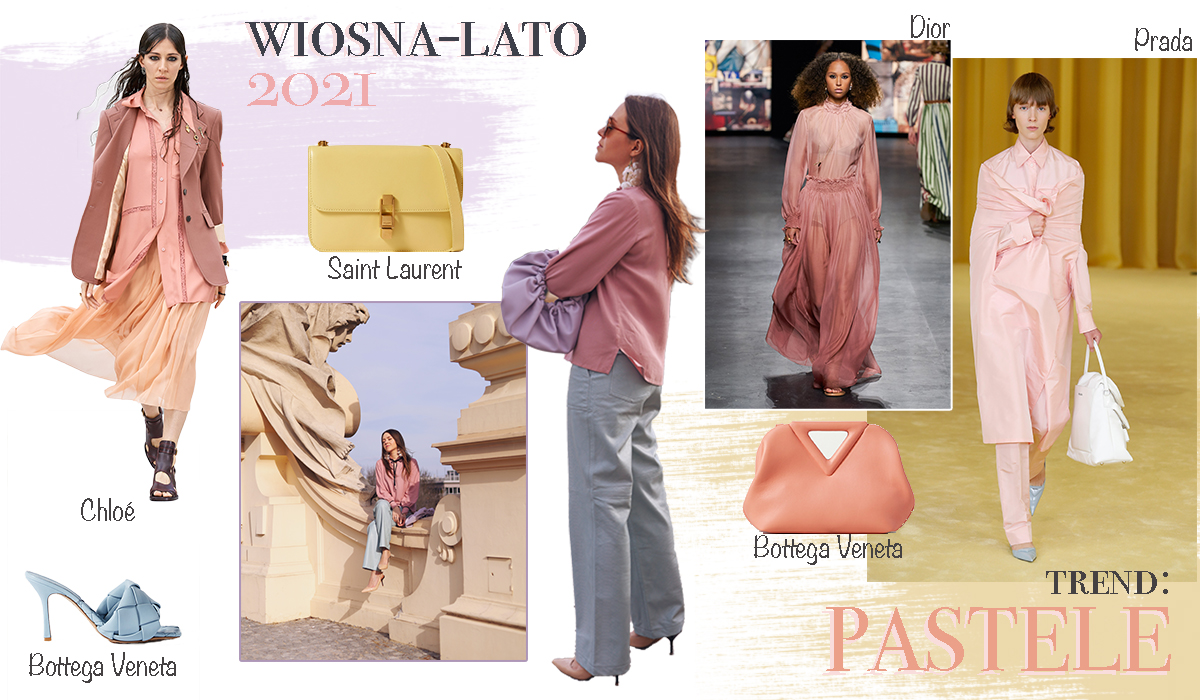 WIOSNA-LATO
2021
Dior
Prada
Saint Laurent
Chloé
Bottega Veneta
Bottega Veneta
TREND:
PASTELE